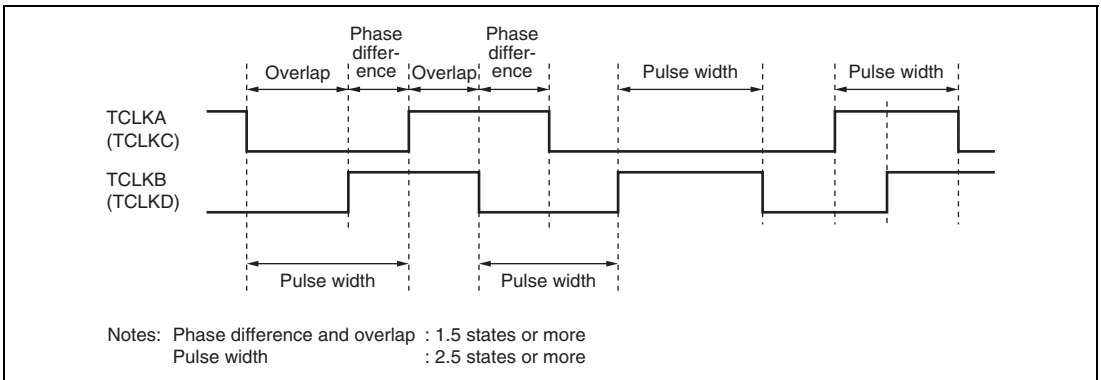 Phase
differ-
ence
Phase
differ-
ence
Overlap
Overlap
Pulse width
Pulse width
TCLKA
(TCLKC)
TCLKB
(TCLKD)
Pulse width
Pulse width
Notes: Phase difference and overlap : 1.5 states or more
Pulse width : 2.5 states or more